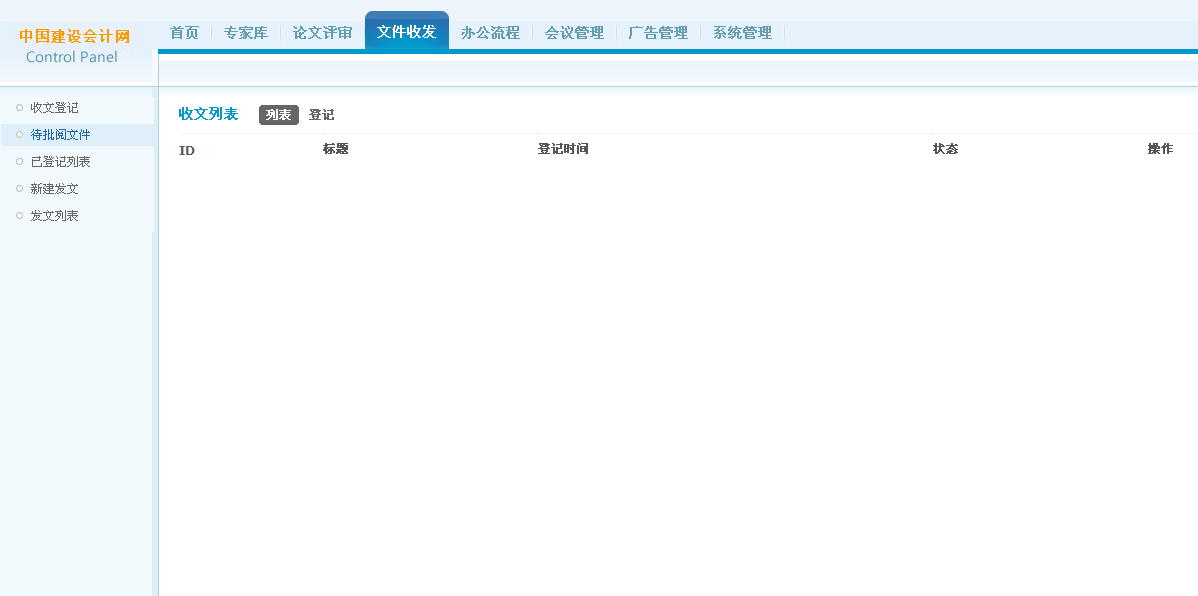 中国建设会计网
Control Panel
首页 专家库 论文评审 文件收发 办公流程 会议管理 广告管理 系统管理
收文登记
待批阅文件
已登记列表
新建发文
发文列表
收文列表 列表 登记
ID 标题 登记时间 状态 操作